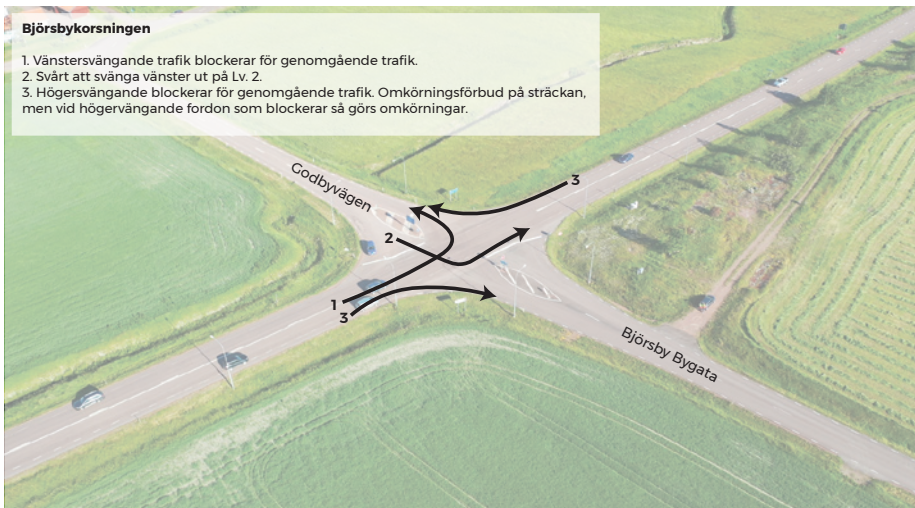 Björsbykorsningen
1. Vänstersvängande trafik blockerar för genomgående trafik.
2. Svårt att svänga vänster ut på Lv. 2.
3. Högersvängande blockerar för genomgående trafik. Omkörningsförbud på sträckan,
men vid högervängande fordon som blockerar så görs omkörningar.
Godbyvägen
3
2
1
3
Björsby Bygata